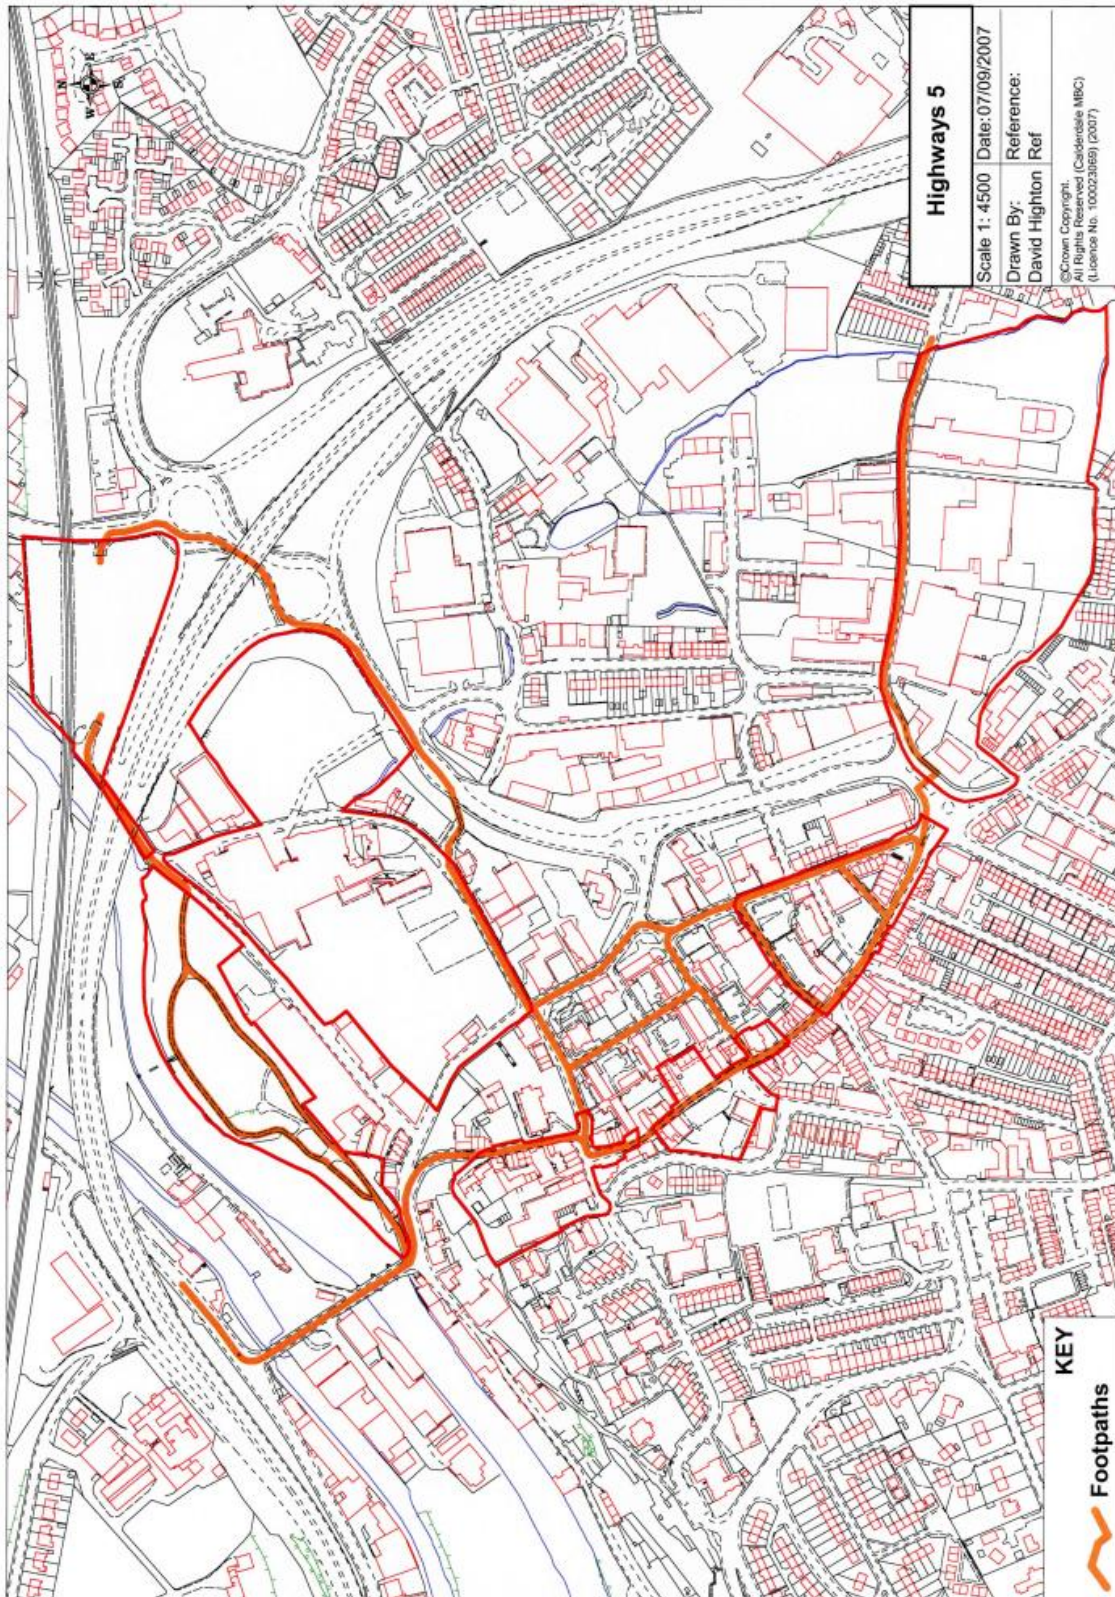 N
W E
S
Highways 5
Scale 1: 4500 Date: 07/09/2007
Drawn By: Reference:
David Highton Ref
©Crown Copyright.
All Rights Reserved (Calderdale MBC)
(Licence No. 100023069) (2007)
KEY
Footpaths